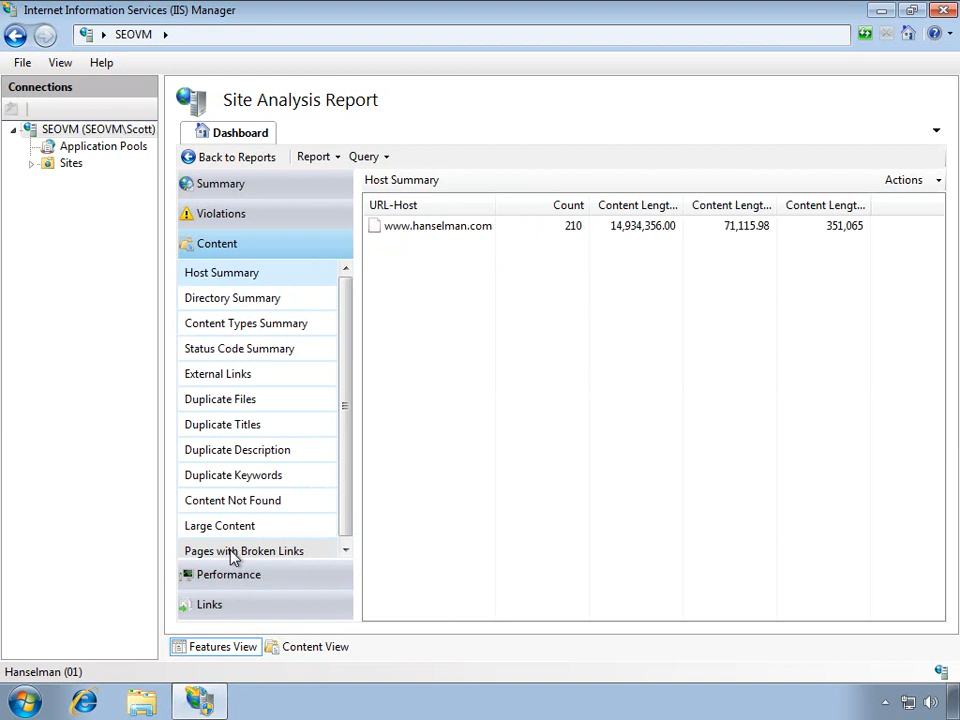 Internet Information Services (IIS) Manager
SEOVM
File View Help
Connections
SEOVM (SEOVM\Scott)
Application Pools
Sites
Site Analysis Report
Dashboard
Back to Reports Report Query
Summary
Violations
Content
Host Summary
Directory Summary
Content Types Summary
Status Code Summary
External Links
Duplicate Files
Duplicate Titles
Duplicate Description
Duplicate Keywords
Content Not Found
Large Content
Pages with Broken Links
Performance
Links
Host Summary Actions
URL-Host Count Content Lengt... Content Lengt... Content Lengt...
www.hanselman.com 210 14,934,356.00 71,115.98 351,065
Features View Content View
Hanselman (01)